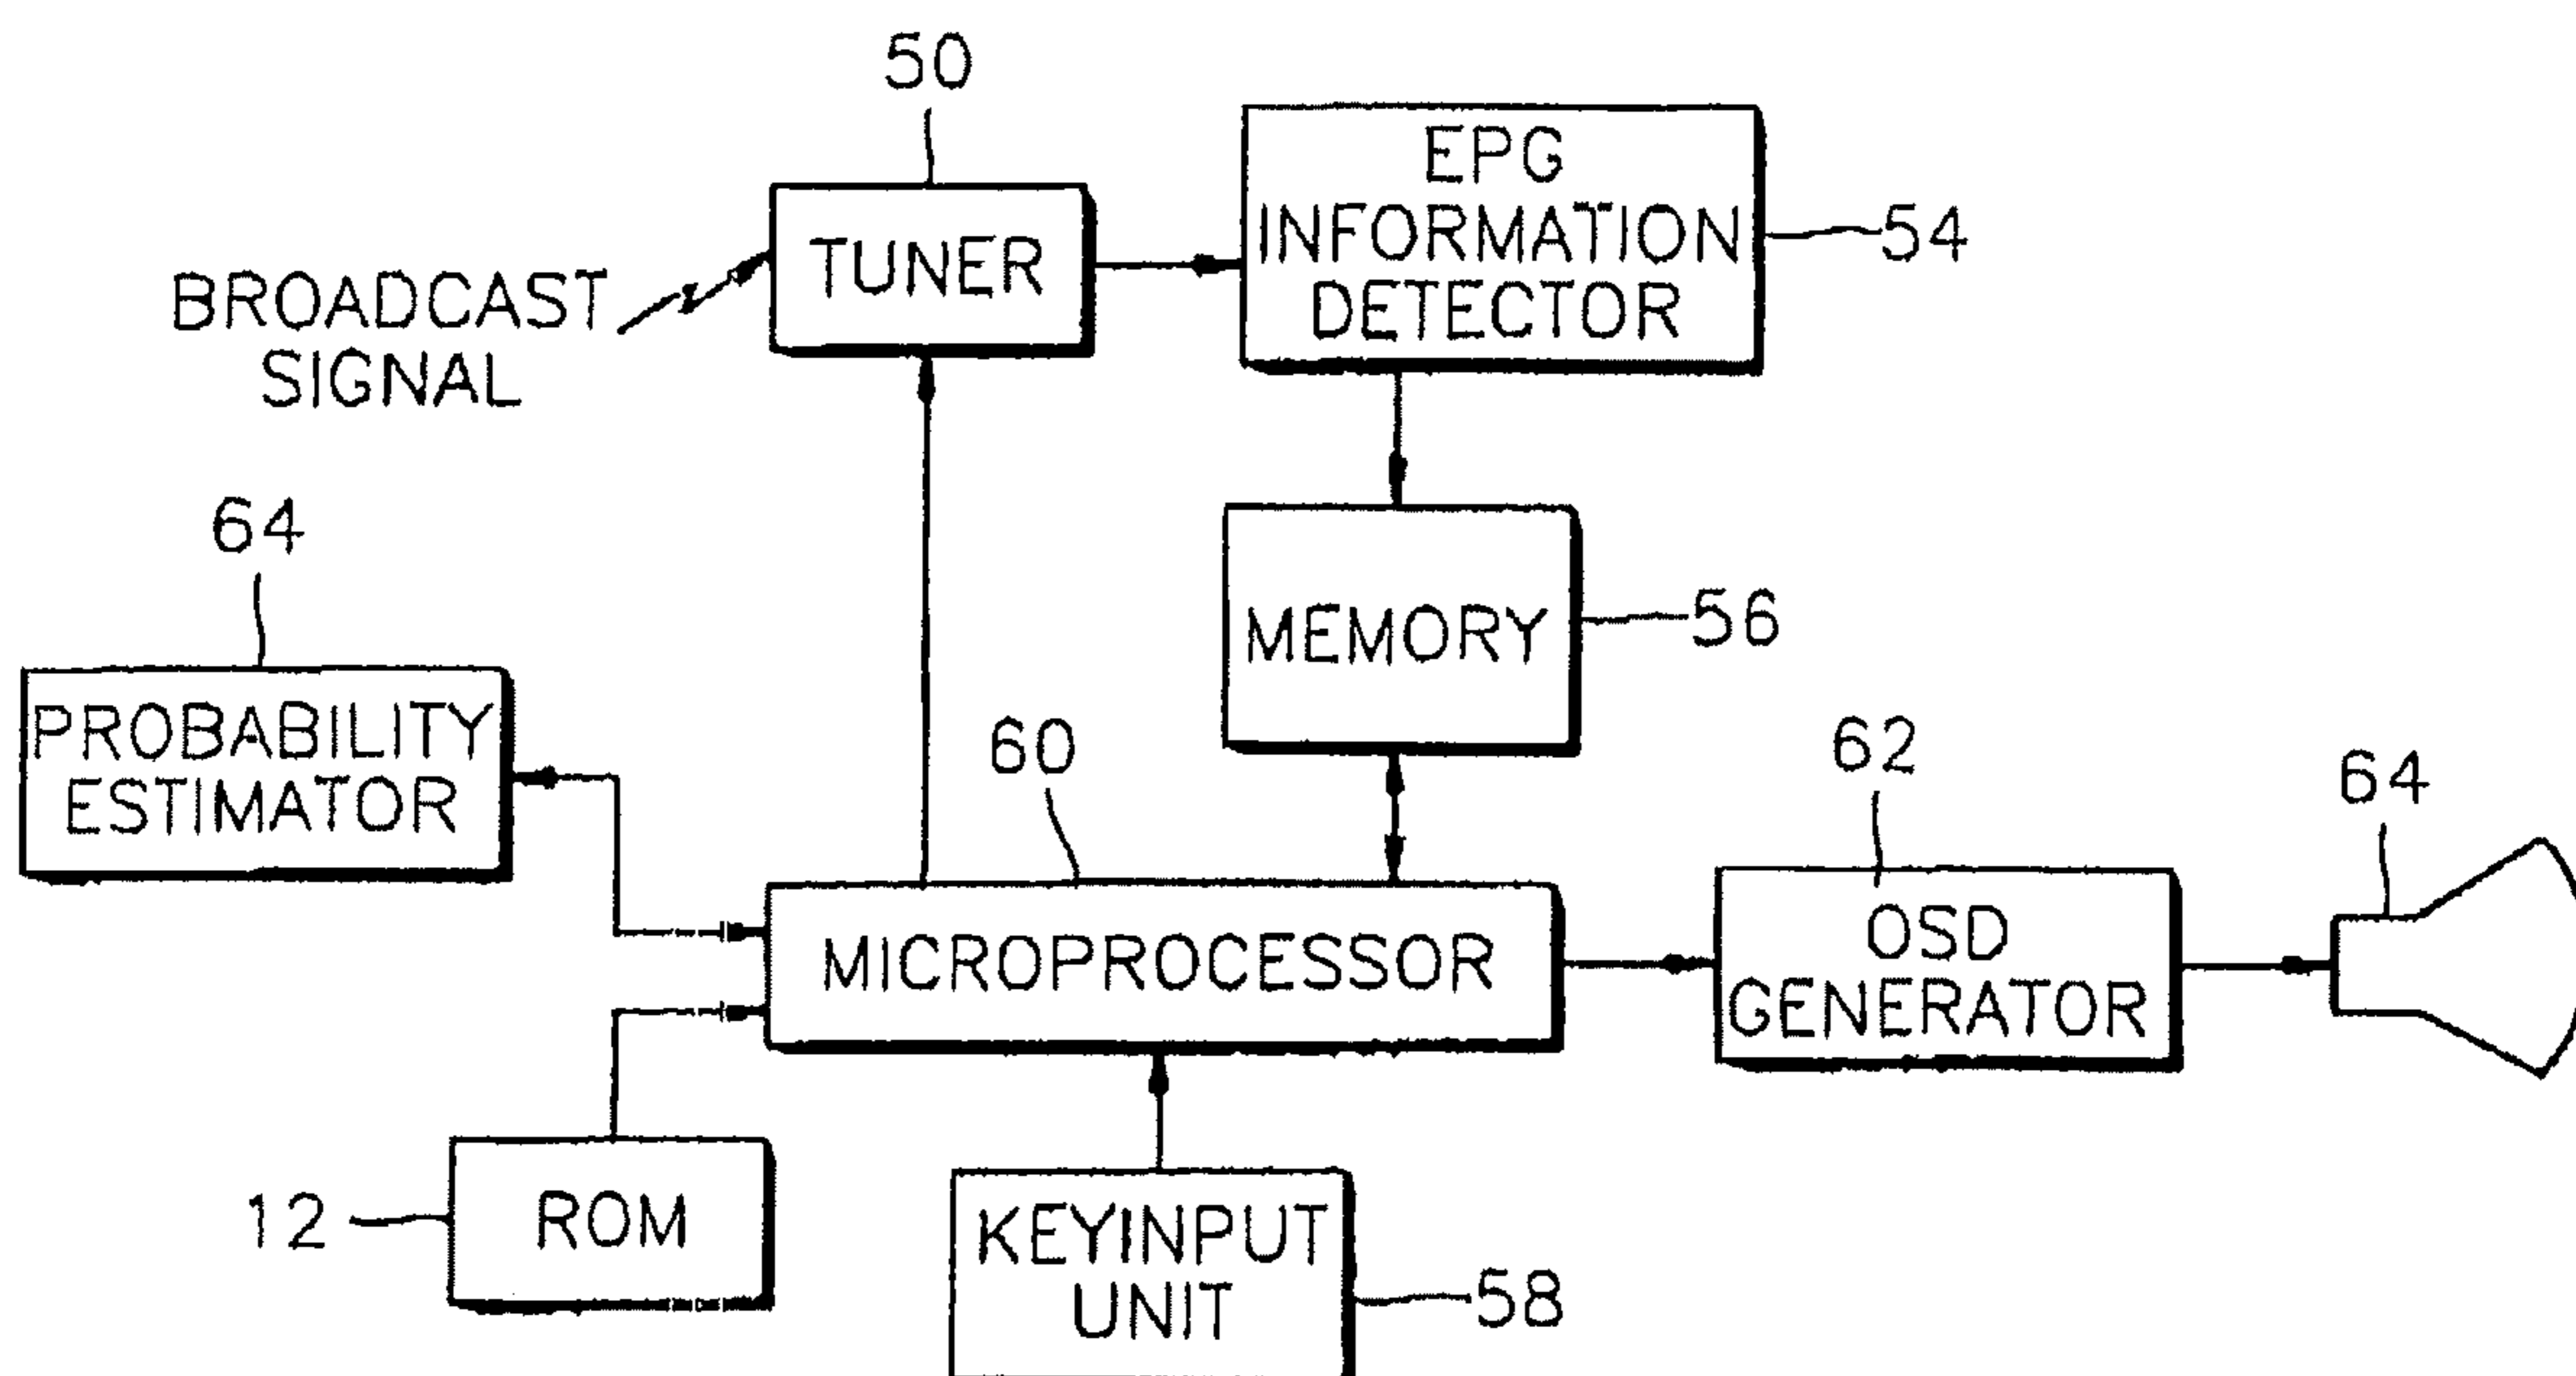 50
EPG
INFORMATION
DETECTOR
54
TUNER
BROADCAST
SIGNAL
64
MEMORY
56
PROBABILITY
ESTIMATOR
60
62
64
MICROPROCESSOR
OSD
GENERATOR
12
ROM
KEYINPUT
UNIT
58